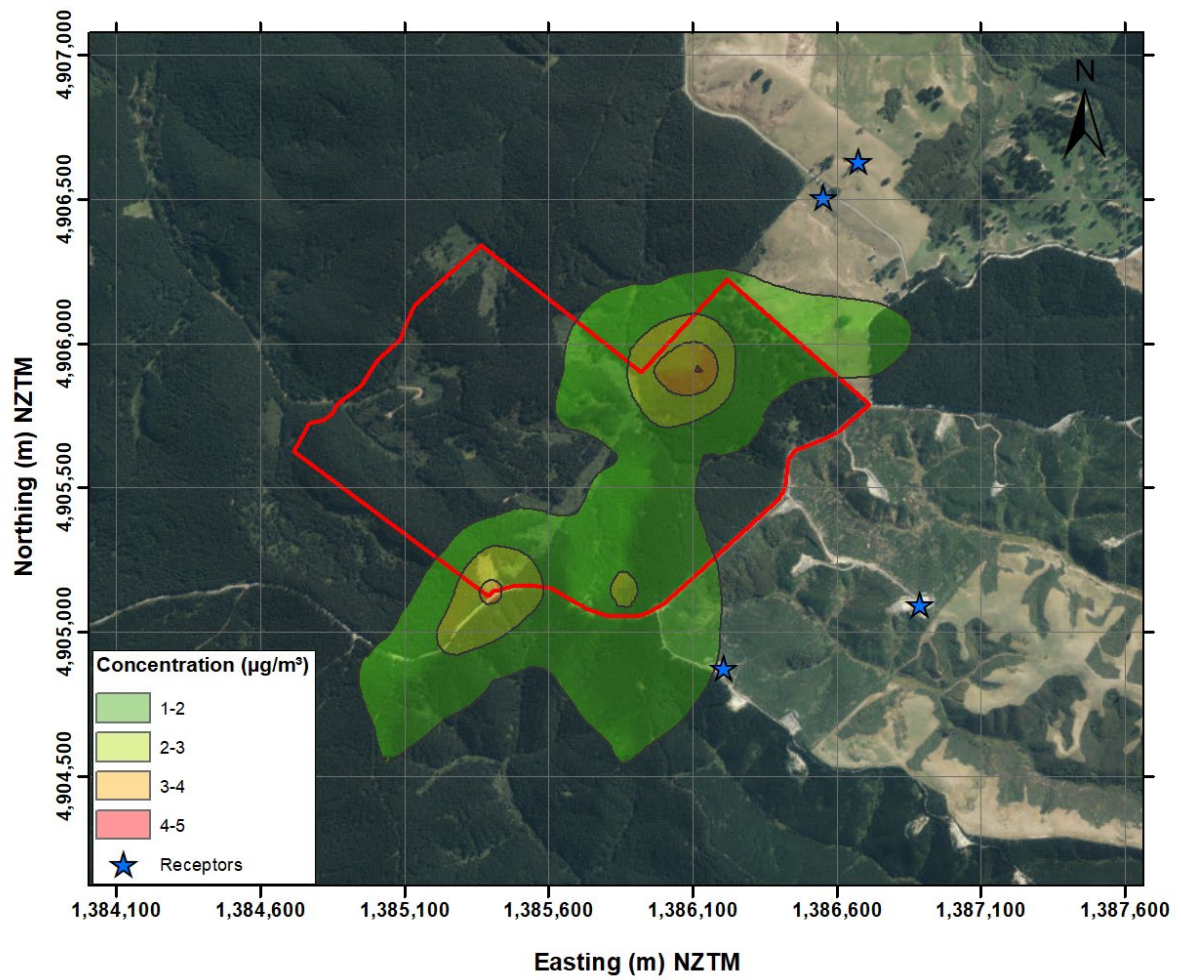 4,907,000
N
4,906,500
4,906,000
Northing (m) NZTM
4,905,500
4,905,000
Concentration (µg/m³)
1-2
2-3
3-4
4-5
Receptors
4,904,500
1,384,100 1,384,600 1,385,100 1,385,600 1,386,100 1,386,600 1,387,100 1,387,600
Easting (m) NZTM